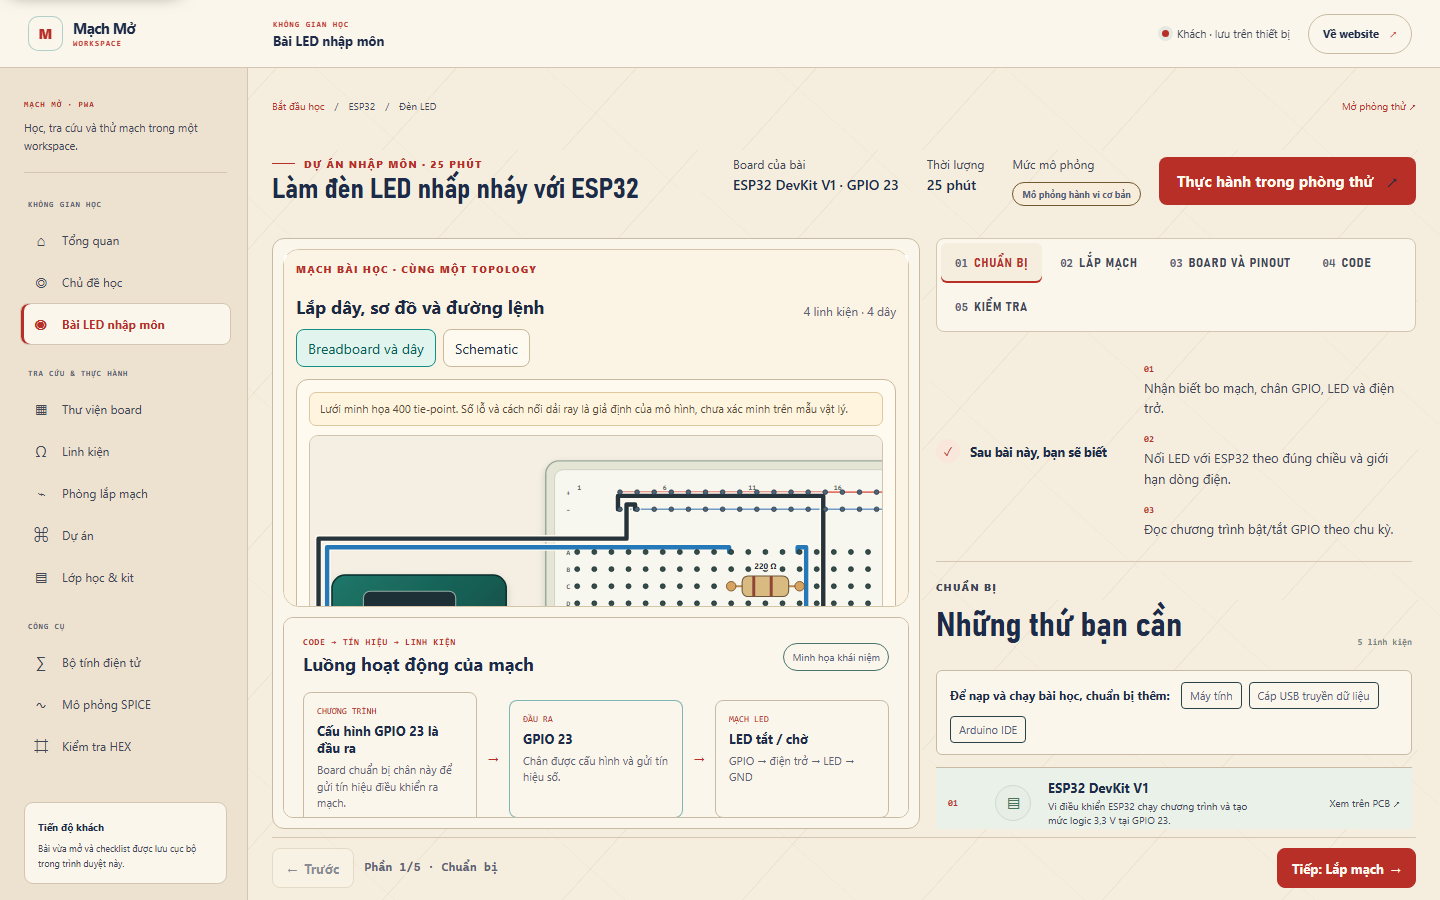 M
Mạch Mở
WORKSPACE
KHÔNG GIAN HỌC
Bài LED nhập môn
Khách · lưu trên thiết bị
Về website ↗
MẠCH MỞ · PWA
Học, tra cứu và thử mạch trong một
workspace.
KHÔNG GIAN HỌC
Tổng quan
Chủ đề học
Bài LED nhập môn
TRA CỨU & THỰC HÀNH
Thư viện board
Linh kiện
Phòng lắp mạch
Dự án
Lớp học & kit
CÔNG CỤ
Bộ tính điện tử
Mô phỏng SPICE
Kiểm tra HEX
Tiến độ khách
Bài vừa mở và checklist được lưu cục bộ
trong trình duyệt này.
Bắt đầu học / ESP32 / Đèn LED
Mở phòng thử ↗
DỰ ÁN NHẬP MÔN · 25 PHÚT
Làm đèn LED nhấp nháy với ESP32
Board của bài
ESP32 DevKit V1 · GPIO 23
Thời lượng
25 phút
Mức mô phỏng
Mô phỏng hành vi cơ bản
Thực hành trong phòng thử ↗
MẠCH BÀI HỌC · CÙNG MỘT TOPOLOGY
Lắp dây, sơ đồ và đường lệnh
4 linh kiện · 4 dây
Breadboard và dây
Schematic
Lưới minh họa 400 tie-point. Số lỗ và cách nối dải ray là giả định của mô hình, chưa xác minh trên mẫu vật lý.
1 6 11 16
+
−
A
B
C
D
220 Ω
CODE → TÍN HIỆU → LINH KIỆN
Luồng hoạt động của mạch
Minh họa khái niệm
CHƯƠNG TRÌNH
Cấu hình GPIO 23 là
đầu ra
Board chuẩn bị chân này để
gửi tín hiệu điều khiển ra
mạch.
→
ĐẦU RA
GPIO 23
Chân được cấu hình và gửi tín
hiệu số.
→
MẠCH LED
LED tắt / chờ
GPIO → điện trở → LED →
GND
01 CHUẨN BỊ
02 LẮP MẠCH
03 BOARD VÀ PINOUT
04 CODE
05 KIỂM TRA
✓ Sau bài này, bạn sẽ biết
01
Nhận biết bo mạch, chân GPIO, LED và điện
trở.
02
Nối LED với ESP32 theo đúng chiều và giới
hạn dòng điện.
03
Đọc chương trình bật/tắt GPIO theo chu kỳ.
CHUẨN BỊ
Những thứ bạn cần
5 linh kiện
Để nạp và chạy bài học, chuẩn bị thêm:
Máy tính
Cáp USB truyền dữ liệu
Arduino IDE
01
ESP32 DevKit V1
Vi điều khiển ESP32 chạy chương trình và tạo
mức logic 3,3 V tại GPIO 23.
Xem trên PCB ↗
← Trước
Phần 1/5 · Chuẩn bị
Tiếp: Lắp mạch →